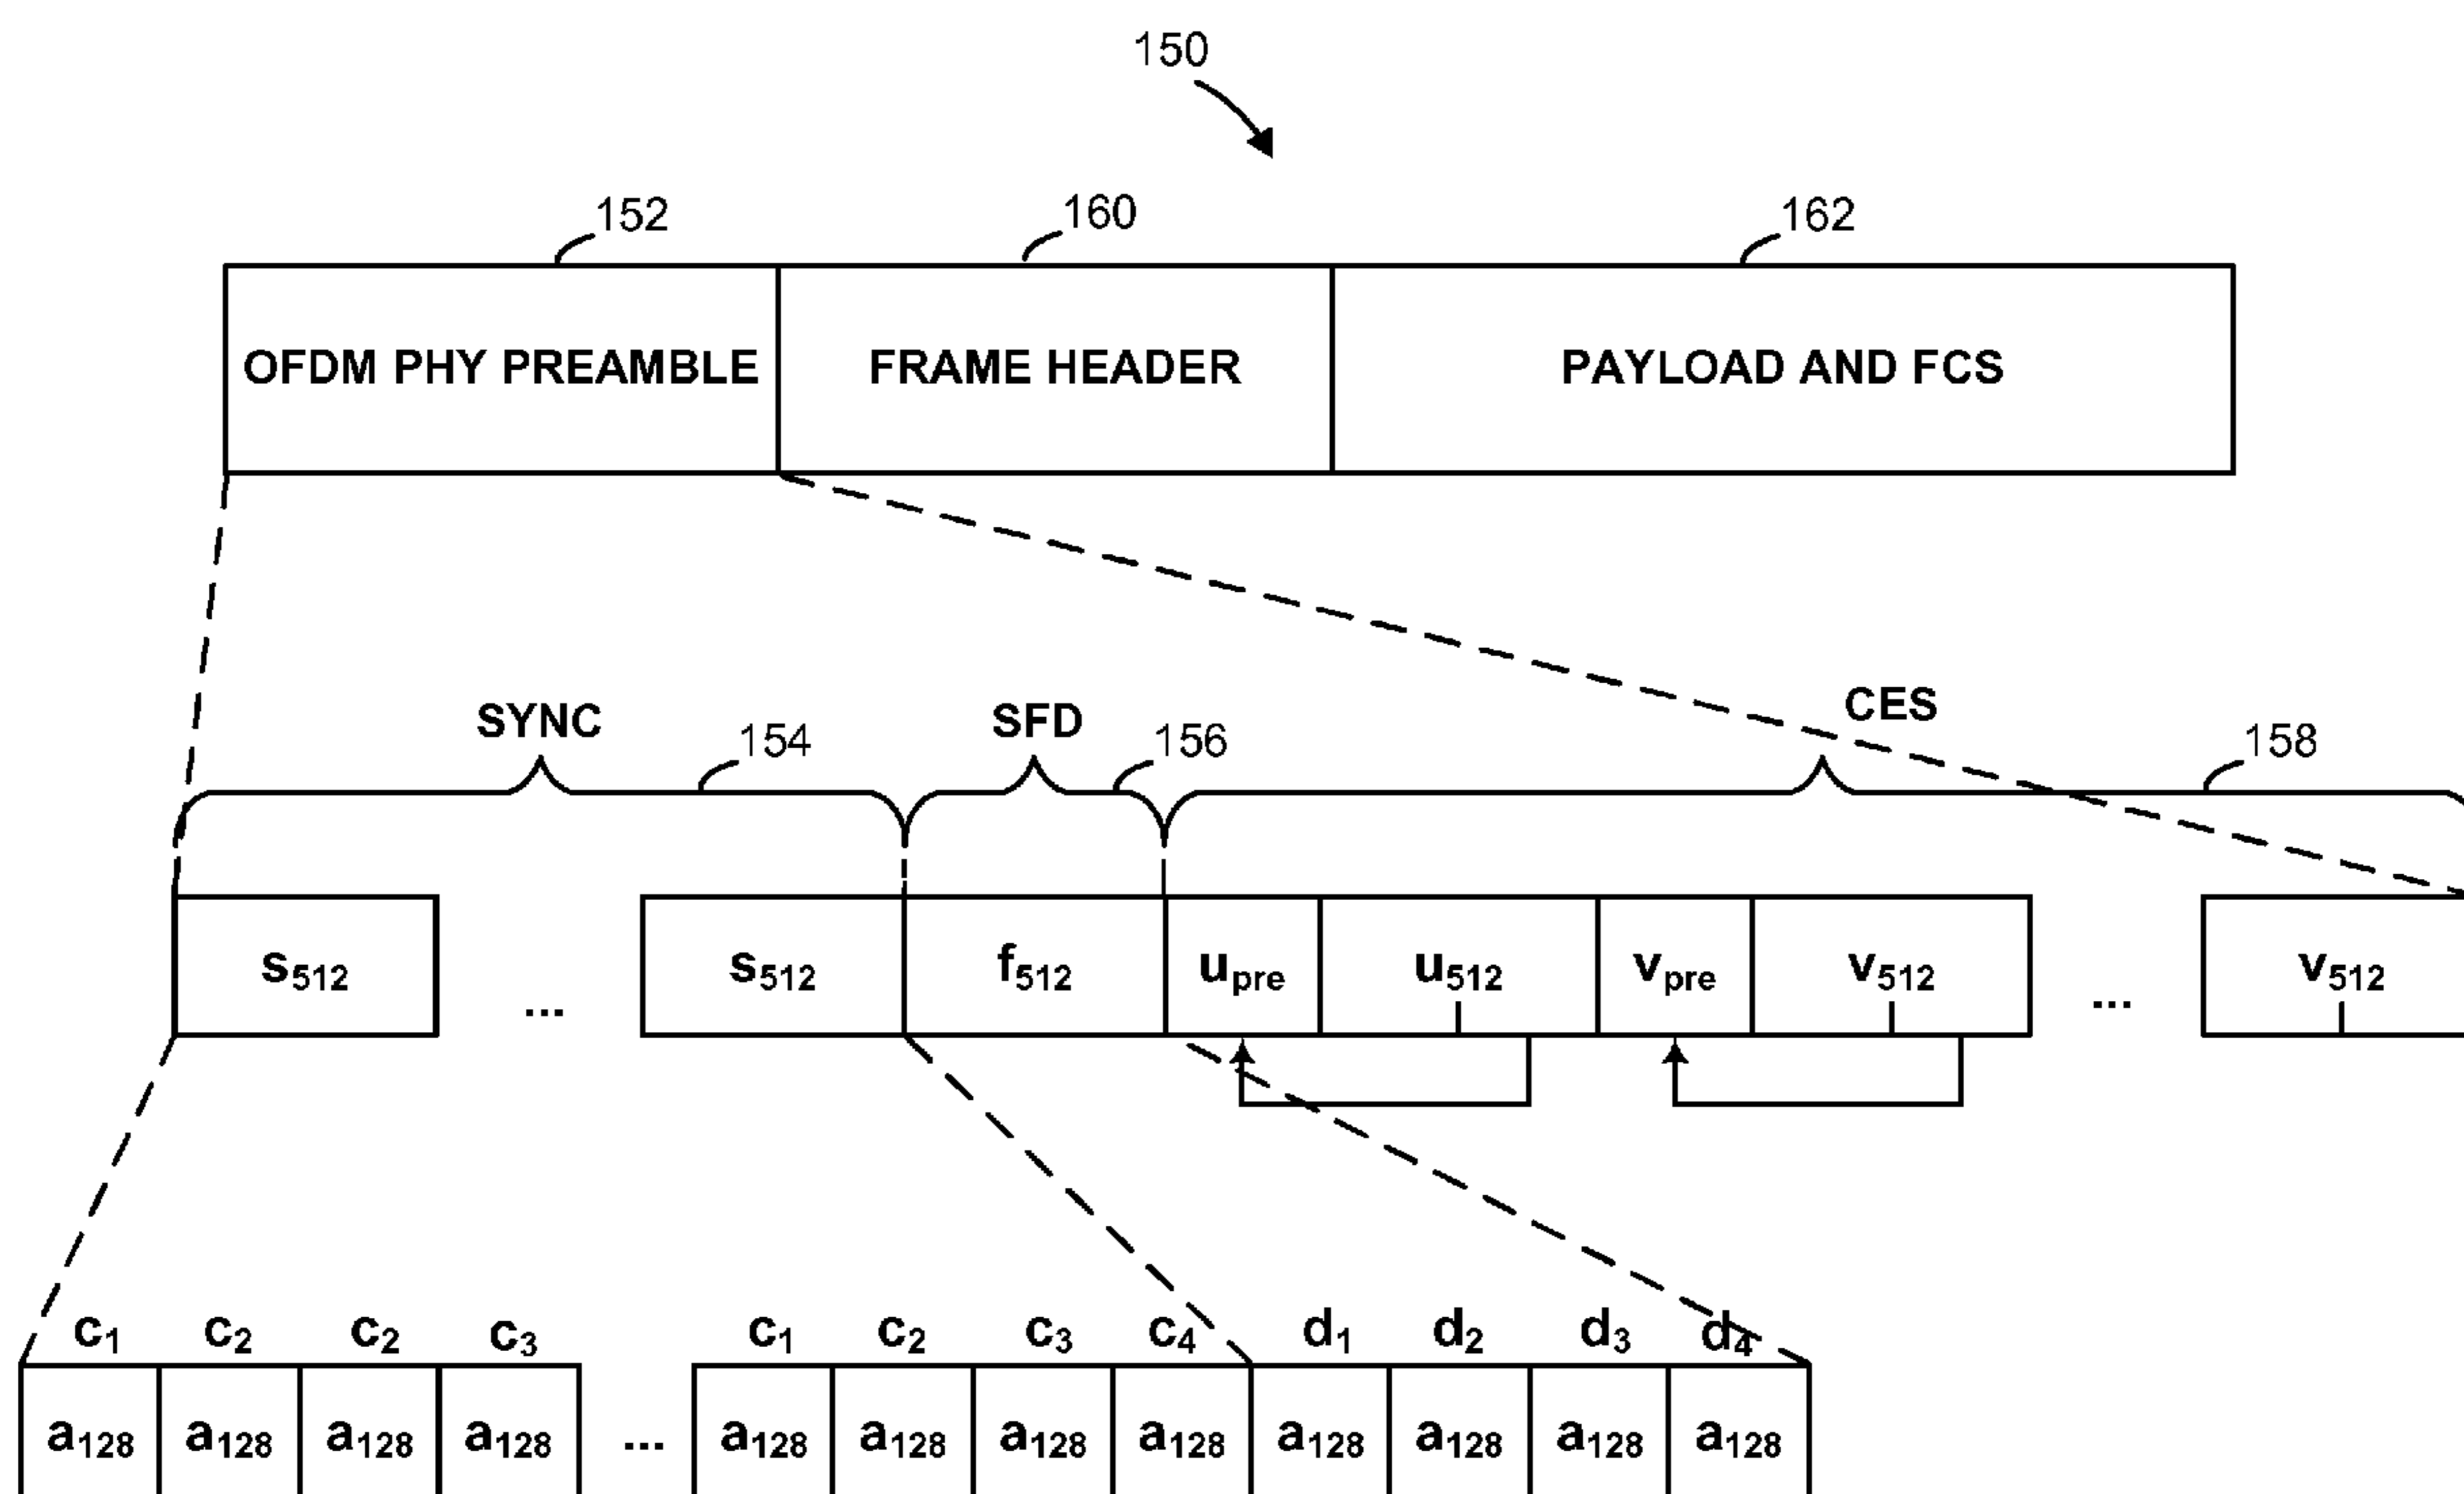 150
152 160 162
OFDM PHY PREAMBLE FRAME HEADER PAYLOAD AND FCS
SYNC SFD CES
154 156 158
s512 ... s512 f512 upre u512 vpre v512 ... v512
c1 c2 c2 c3 c1 c2 c3 c4 d1 d2 d3 d4
a128 a128 a128 a128 ... a128 a128 a128 a128 a128 a128 a128 a128